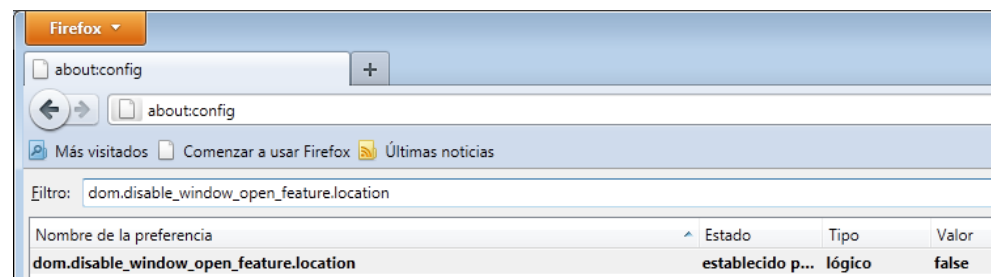 Firefox
about:config
about:config
Más visitados Comenzar a usar Firefox Últimas noticias
Filtro: dom.disable_window_open_feature.location
Nombre de la preferencia Estado Tipo Valor
dom.disable_window_open_feature.location establecido p... lógico false